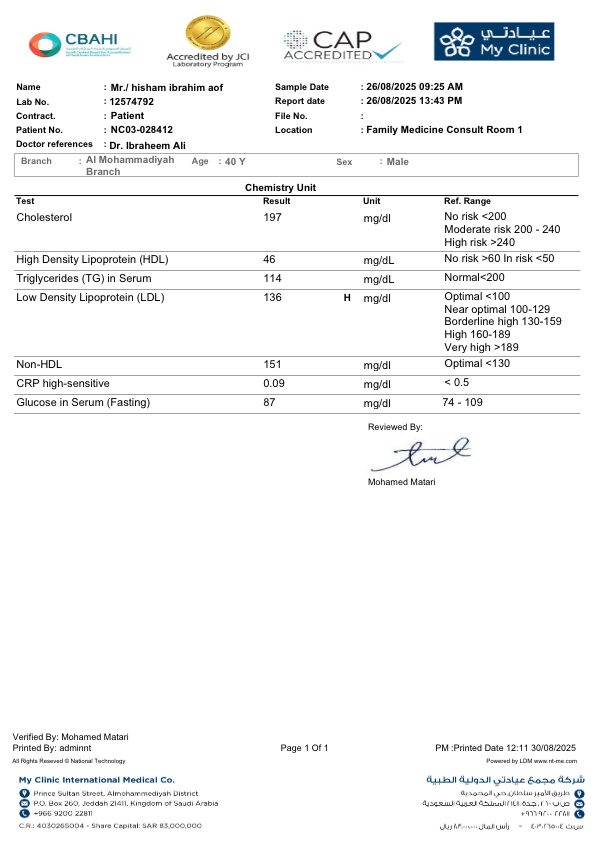 CBAHI
Accredited by JCI
Laboratory Program
CAP
ACCREDITED
عيادتي
My Clinic
Name : Mr./ hisham ibrahim aof Sample Date : 26/08/2025 09:25 AM
Lab No. : 12574792 Report date : 26/08/2025 13:43 PM
Contract. : Patient File No. :
Patient No. : NC03-028412 Location : Family Medicine Consult Room 1
Doctor references : Dr. Ibraheem Ali
Branch : Al Mohammadiyah Branch Age : 40 Y Sex : Male
Chemistry Unit
Test Result Unit Ref. Range
Cholesterol 197 mg/dl No risk <200
Moderate risk 200 - 240
High risk >240
High Density Lipoprotein (HDL) 46 mg/dL No risk >60 In risk <50
Triglycerides (TG) in Serum 114 mg/dL Normal<200
Low Density Lipoprotein (LDL) 136 H mg/dl Optimal <100
Near optimal 100-129
Borderline high 130-159
High 160-189
Very high >189
Non-HDL 151 mg/dl Optimal <130
CRP high-sensitive 0.09 mg/dl < 0.5
Glucose in Serum (Fasting) 87 mg/dl 74 - 109
Reviewed By:
Mohamed Matari
Verified By: Mohamed Matari
Printed By: adminnt Page 1 Of 1 PM :Printed Date 12:11 30/08/2025
All Rights Reseved © National Technology Powered by LDM www.nt-me.com
My Clinic International Medical Co. شركة مجمع عيادتي الدولية الطبية
Prince Sultan Street, Almohammediyah District طريق الأمير سلطان، حي المحمدية
P.O. Box 260, Jeddah 21411, Kingdom of Saudi Arabia ص.ب ٢٦٠، جدة ٢١٤١١ المملكة العربية السعودية
+966 9200 22811 +٩٦٦ ٩٢٠٠ ٢٢٨١١
C.R.: 4030265004 - Share Capital: SAR 83,000,000 س.ت ٤٠٣٠٢٦٥٠٠٤ - رأس المال ٨٣,٠٠٠,٠٠٠ ريال